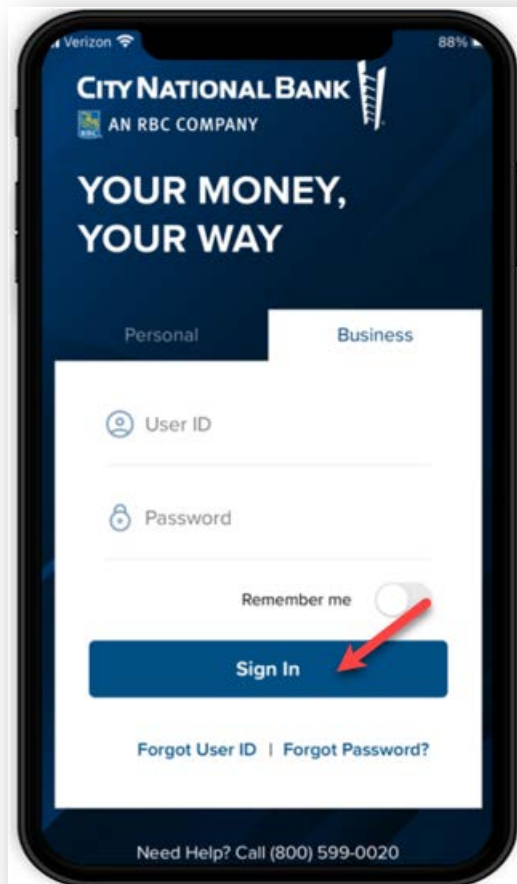 Verizon 88%
CITY NATIONAL BANK
RBC AN RBC COMPANY
YOUR MONEY,
YOUR WAY
Personal Business
User ID
Password
Remember me
Sign In
Forgot User ID | Forgot Password?
Need Help? Call (800) 599-0020